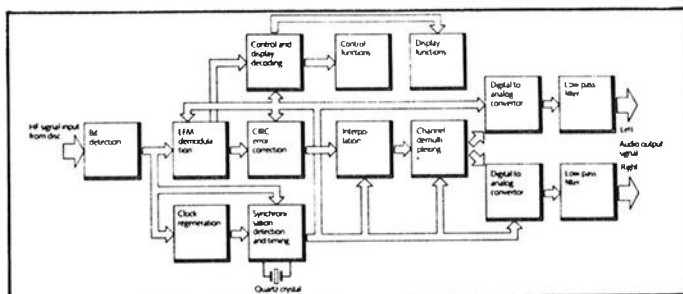 Control and
display
decoding
Control
functions
Display
functions
Digital to
analog
convertor
Low pass
filter
HF signal input
from disc
Bit
detection
EFM
demodula
tion
CIRC
error
correction
Interpo-
lation
Channel
demulti
plexing
Left
Audio output
signal
Right
Digital to
analog
convertor
Low pass
filter
Clock
regeneration
Synchroni
sation
detection
and timing
Quartz crystal